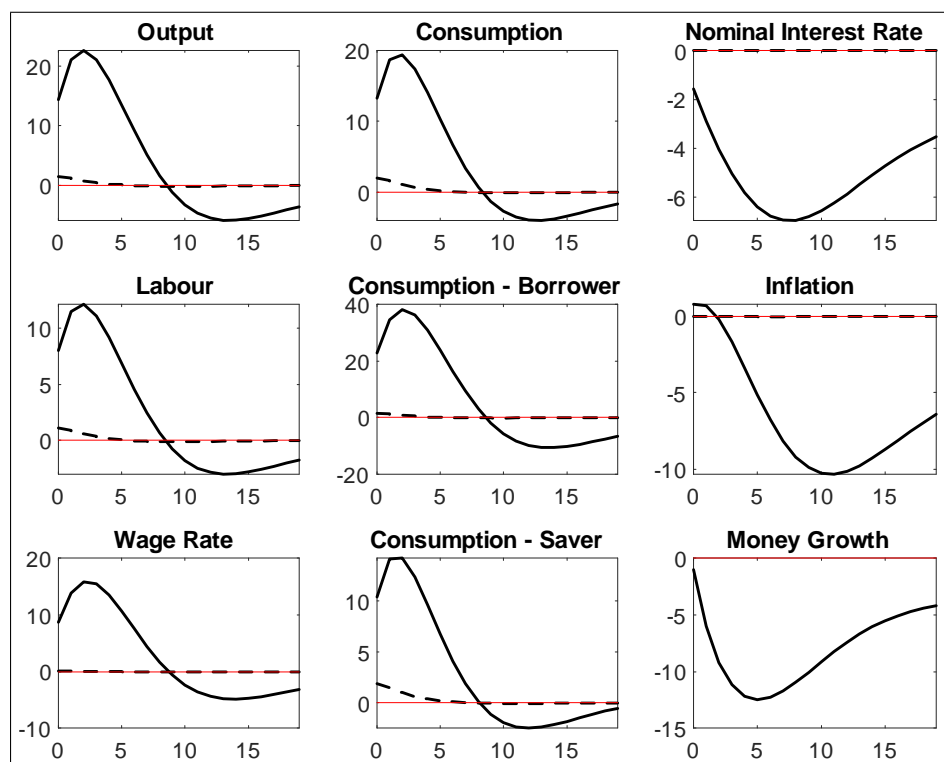 Output
Consumption
Nominal Interest Rate
20
10
0
0 5 10 15
20
10
0
0 5 10 15
0
-2
-4
-6
0 5 10 15
Labour
Consumption - Borrower
Inflation
10
5
0
0 5 10 15
40
20
0
-20
0 5 10 15
0
-5
-10
0 5 10 15
Wage Rate
Consumption - Saver
Money Growth
20
10
0
-10
0 5 10 15
10
5
0
0 5 10 15
0
-5
-10
-15
0 5 10 15